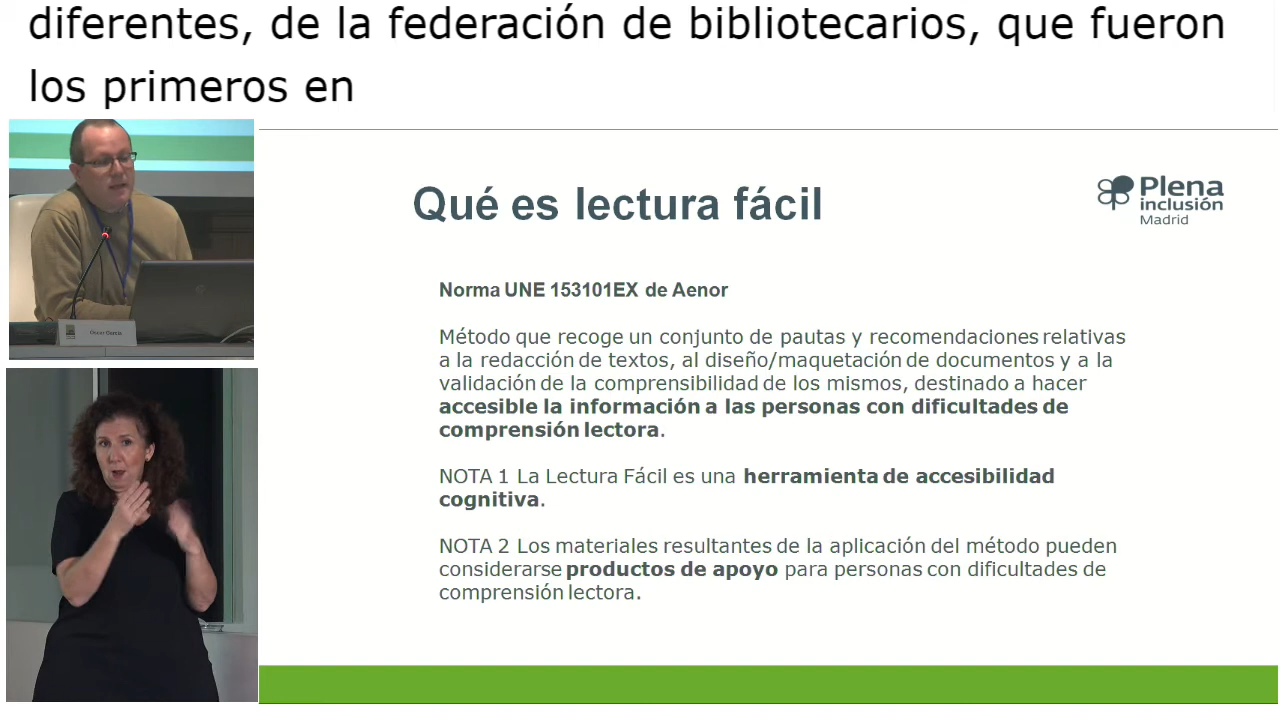 diferentes, de la federación de bibliotecarios, que fueron
los primeros en
Qué es lectura fácil
Plena
inclusión
Madrid
Norma UNE 153101EX de Aenor
Método que recoge un conjunto de pautas y recomendaciones relativas
a la redacción de textos, al diseño/maquetación de documentos y a la
validación de la comprensibilidad de los mismos, destinado a hacer
accesible la información a las personas con dificultades de
comprensión lectora.
NOTA 1 La Lectura Fácil es una herramienta de accesibilidad
cognitiva.
NOTA 2 Los materiales resultantes de la aplicación del método pueden
considerarse productos de apoyo para personas con dificultades de
comprensión lectora.
Óscar García